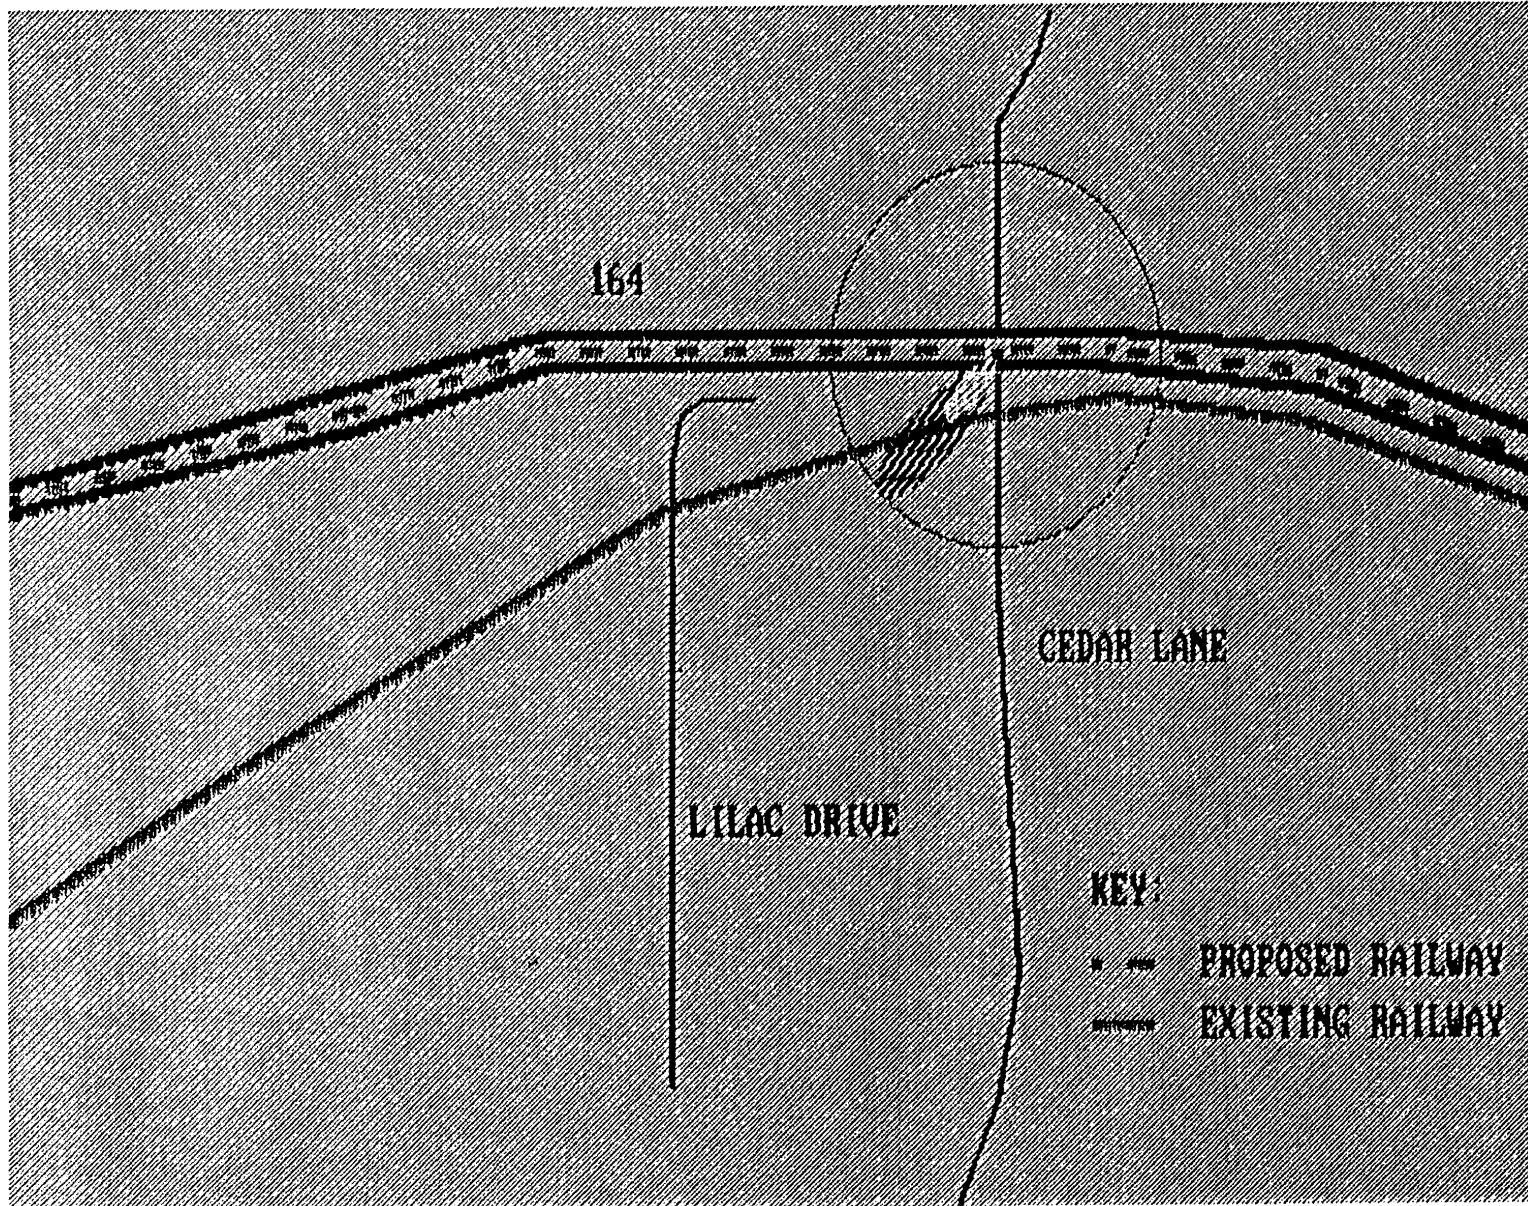 164
CEDAR LANE
LILAC DRIVE
KEY:
PROPOSED RAILWAY
EXISTING RAILWAY